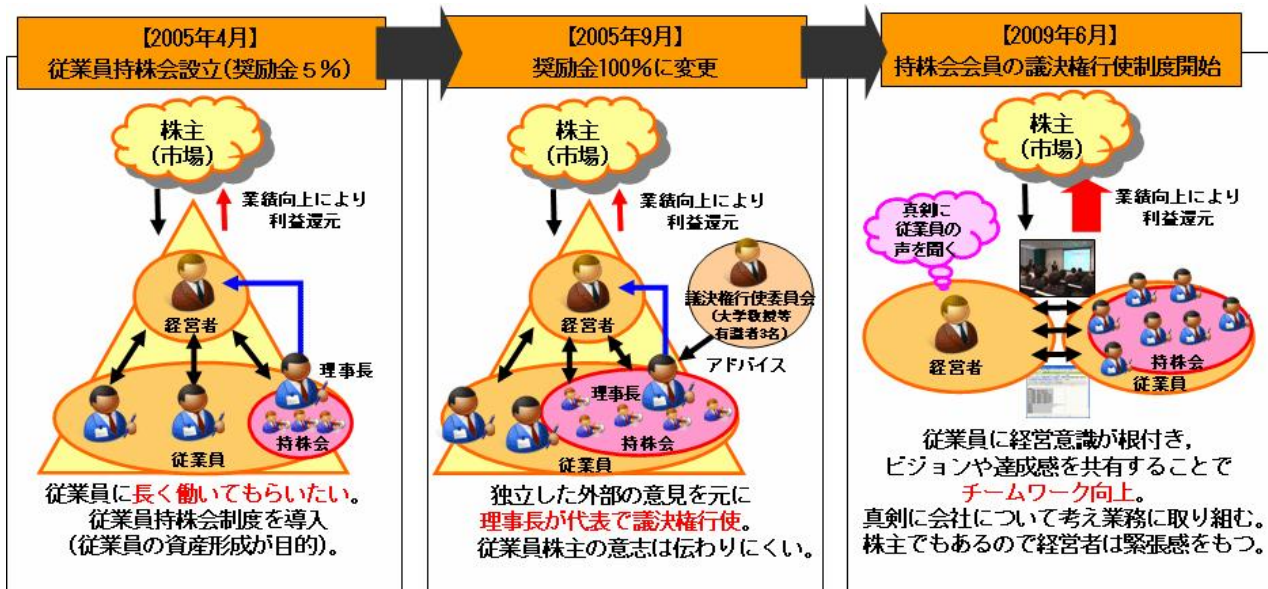 【2005年4月】
従業員持株会設立(奨励金5%)
株主
(市場)
業績向上により
利益還元
経営者
理事長
持株会
従業員
従業員に長く働いてもらいたい。
従業員持株会制度を導入
(従業員の資産形成が目的)。
【2005年9月】
奨励金100%に変更
株主
(市場)
業績向上により
利益還元
議決権行使委員会
(大学教授等
有識者3名)
経営者
アドバイス
理事長
持株会
従業員
独立した外部の意見を元に
理事長が代表で議決権行使。
従業員株主の意志は伝わりにくい。
【2009年6月】
持株会会員の議決権行使制度開始
株主
(市場)
業績向上により
利益還元
真剣に
従業員の
声を聞く
経営者
持株会
従業員
従業員に経営意識が根付き,
ビジョンや達成感を共有することで
チームワーク向上。
真剣に会社について考え業務に取り組む。
株主でもあるので経営者は緊張感をもつ。